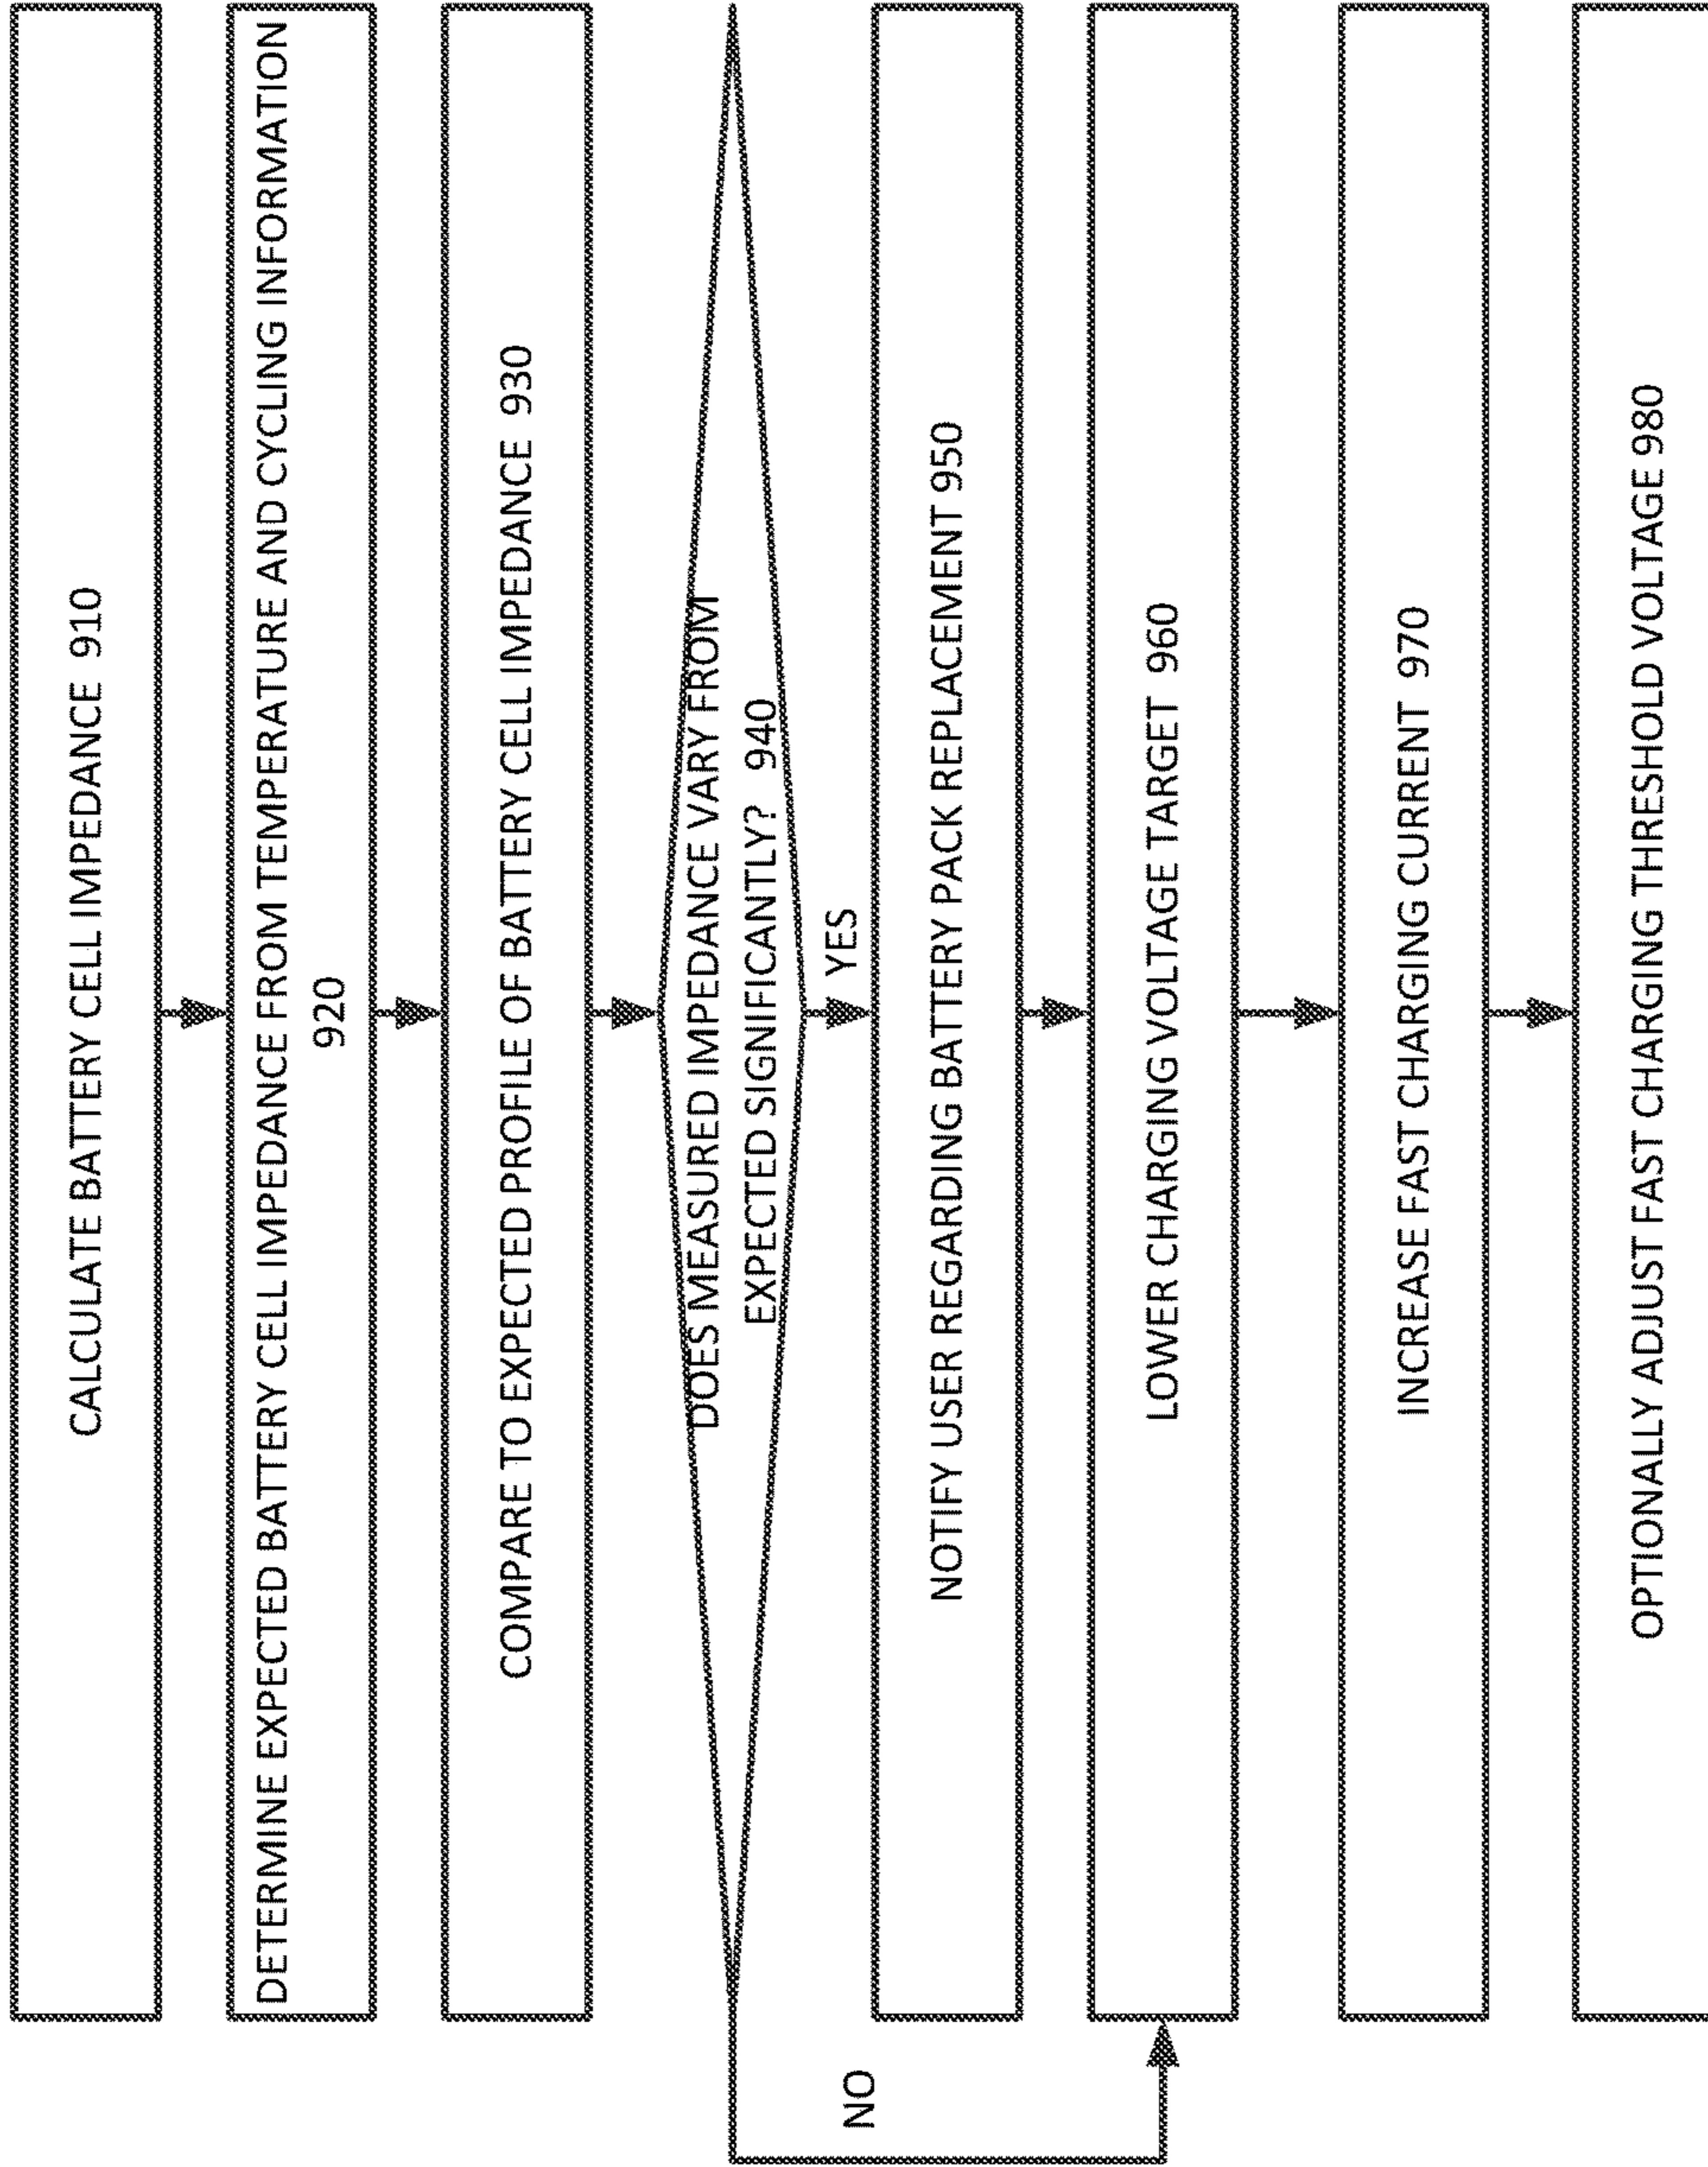 CALCULATE BATTERY CELL IMPEDANCE 910
DETERMINE EXPECTED BATTERY CELL IMPEDANCE FROM TEMPERATURE AND CYCLING INFORMATION
920
COMPARE TO EXPECTED PROFILE OF BATTERY CELL IMPEDANCE 930
DOES MEASURED IMPEDANCE VARY FROM
EXPECTED SIGNIFICANTLY? 940
YES
NO
NOTIFY USER REGARDING BATTERY PACK REPLACEMENT 950
LOWER CHARGING VOLTAGE TARGET 960
INCREASE FAST CHARGING CURRENT 970
OPTIONALLY ADJUST FAST CHARGING THRESHOLD VOLTAGE 980